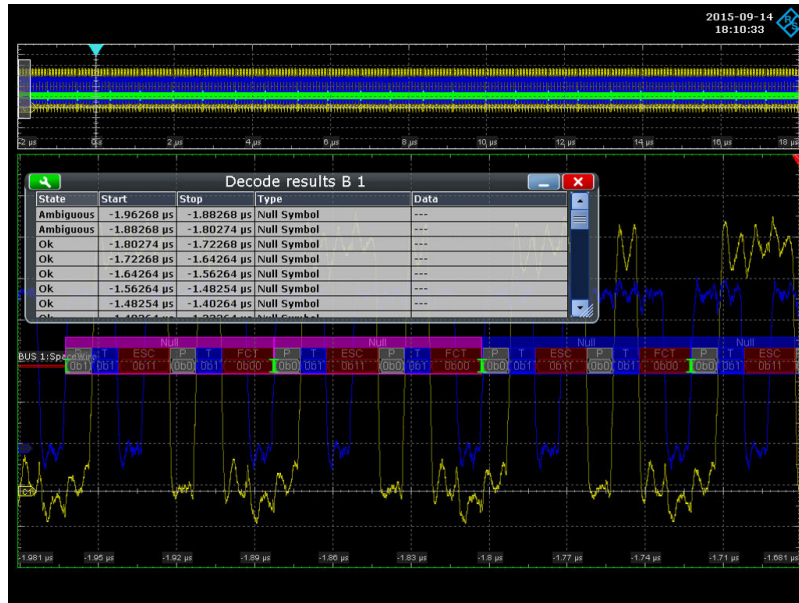 2015-09-14
18:10:33
-2 µs 0 s 2 µs 4 µs 6 µs 8 µs 10 µs 12 µs 14 µs 16 µs 18 µs
Decode results B 1
State Start Stop Type Data
Ambiguous -1.96268 µs -1.88268 µs Null Symbol ---
Ambiguous -1.88268 µs -1.80274 µs Null Symbol ---
Ok -1.80274 µs -1.72268 µs Null Symbol ---
Ok -1.72268 µs -1.64264 µs Null Symbol ---
Ok -1.64264 µs -1.56264 µs Null Symbol ---
Ok -1.56264 µs -1.48254 µs Null Symbol ---
Ok -1.48254 µs -1.40264 µs Null Symbol ---
Null Null Null Null
BUS 1:SpaceWire
P T ESC P T FCT P T ESC P T FCT P T ESC P T FCT P T ESC
(0b1) 0b1 0b11 (0b0) 0b1 0b00 (0b0) 0b1 0b11 (0b0) 0b1 0b00 (0b0) 0b1 0b11 (0b0) 0b1 0b00 (0b0) 0b1 0b11
-1.981 µs -1.95 µs -1.92 µs -1.89 µs -1.86 µs -1.83 µs -1.8 µs -1.77 µs -1.74 µs -1.71 µs -1.681 µs